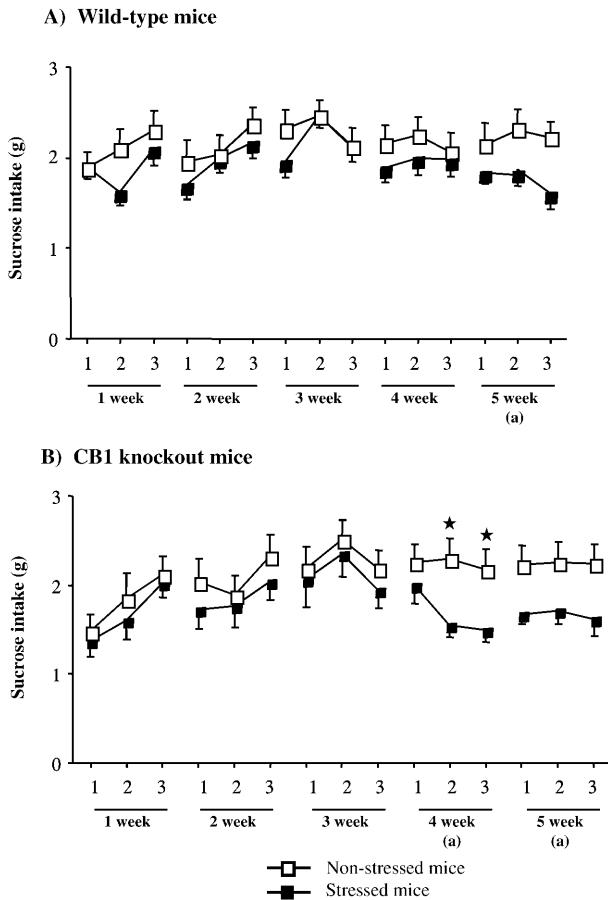 A) Wild-type mice
Sucrose intake (g)
3
2
1
0
1 2 3 1 2 3 1 2 3 1 2 3 1 2 3
1 week 2 week 3 week 4 week 5 week
(a)
B) CB1 knockout mice
Sucrose intake (g)
3
2
1
0
1 2 3 1 2 3 1 2 3 1 2 3 1 2 3
1 week 2 week 3 week 4 week 5 week
(a) (a)
Non-stressed mice
Stressed mice